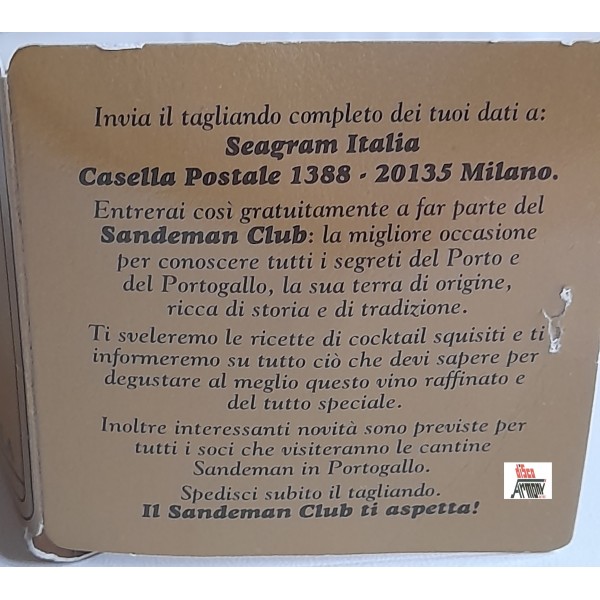 Invia il tagliando completo dei tuoi dati a:
Seagram Italia
Casella Postale 1388 - 20135 Milano.
Entrerai così gratuitamente a far parte del
Sandeman Club: la migliore occasione
per conoscere tutti i segreti del Porto e
del Portogallo, la sua terra di origine,
ricca di storia e di tradizione.
Ti sveleremo le ricette di cocktail squisiti e ti
informeremo su tutto ciò che devi sapere per
degustare al meglio questo vino raffinato e
del tutto speciale.
Inoltre interessanti novità sono previste per
tutti i soci che visiteranno le cantine
Sandeman in Portogallo.
Spedisci subito il tagliando.
Il Sandeman Club ti aspetta!
disco